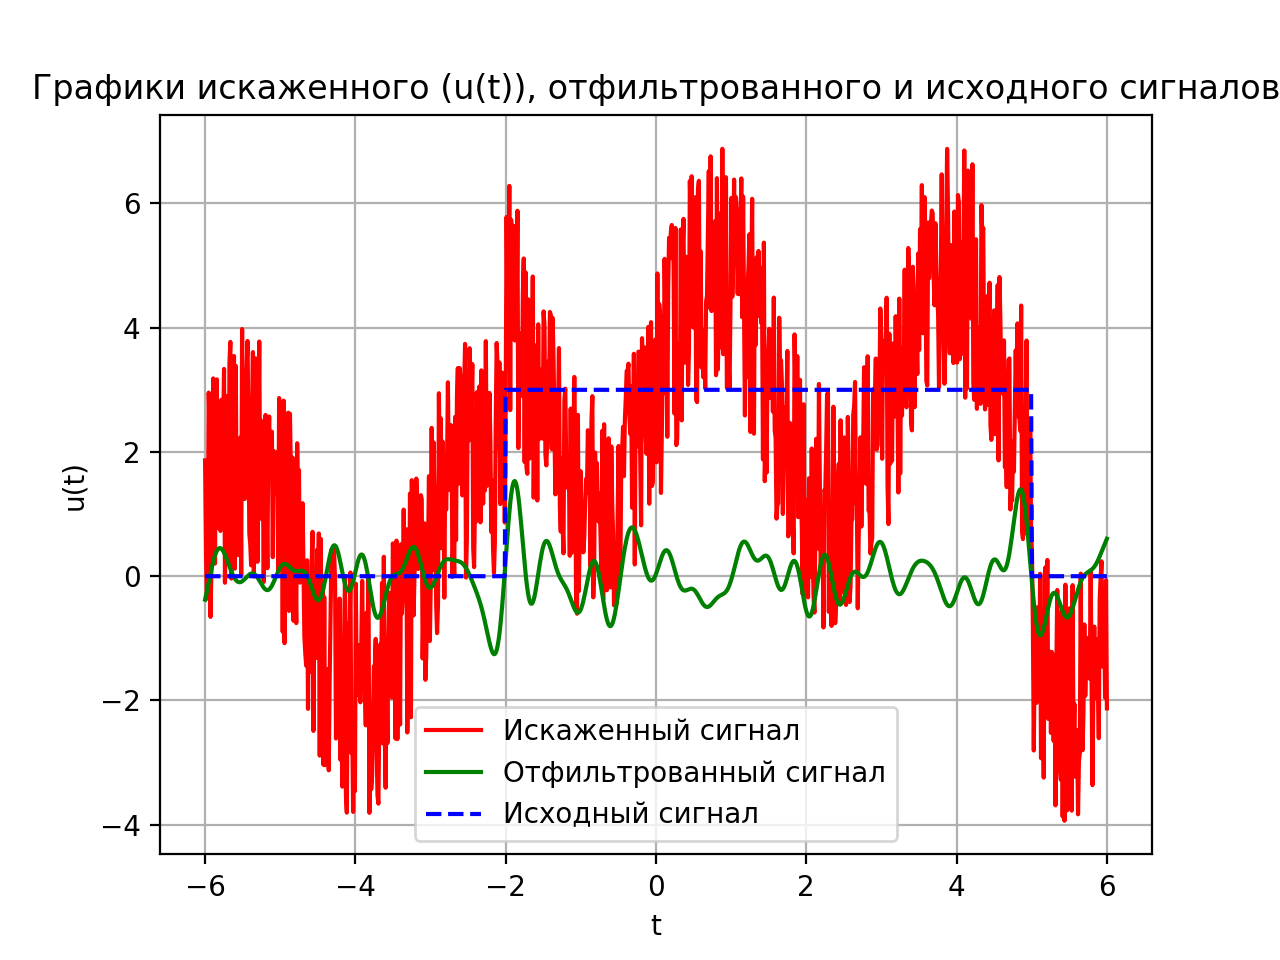 Графики искаженного (u(t)), отфильтрованного и исходного сигналов
6
4
2
0
−2
−4
u(t)
Искаженный сигнал
Отфильтрованный сигнал
Исходный сигнал
−6 −4 −2 0 2 4 6
t